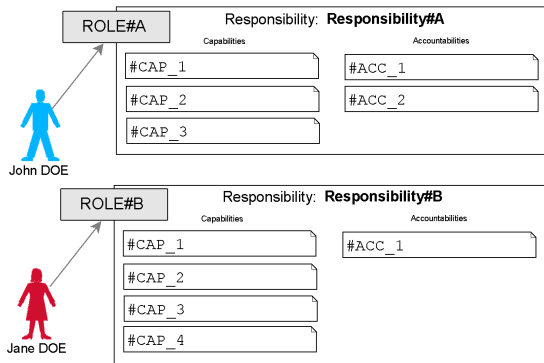 ROLE#A
Responsibility: Responsibility#A
Capabilities
Accountabilities
#CAP_1
#ACC_1
#CAP_2
#ACC_2
#CAP_3
John DOE
ROLE#B
Responsibility: Responsibility#B
Capabilities
Accountabilities
#CAP_1
#ACC_1
#CAP_2
#CAP_3
#CAP_4
Jane DOE